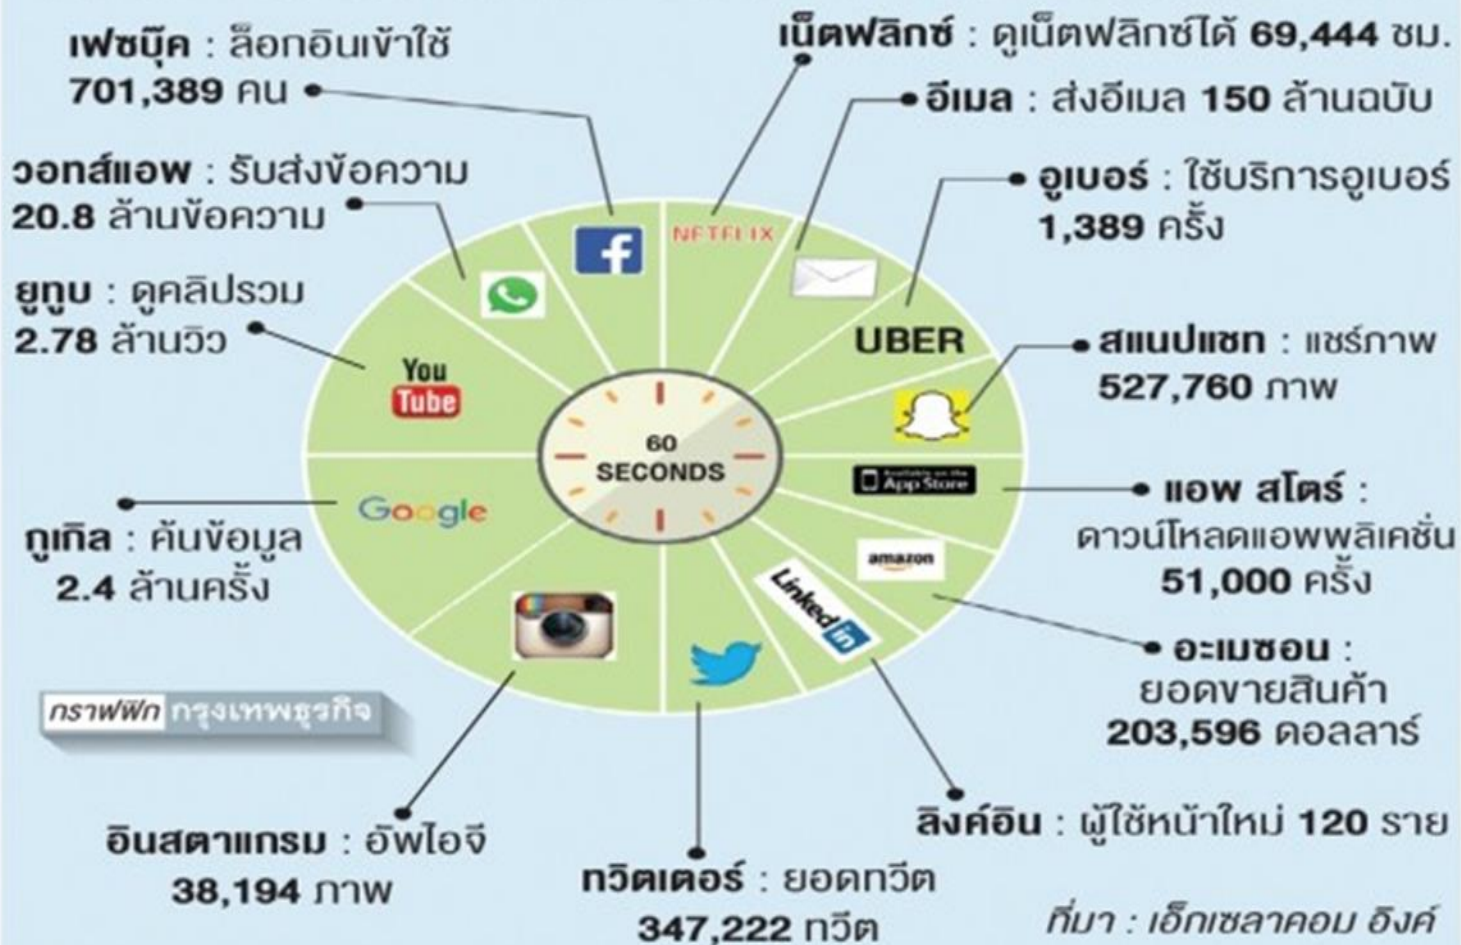 เฟซบุ๊ค : ล็อกอินเข้าใช้
701,389 คน
เน็ตฟลิกซ์ : ดูเน็ตฟลิกซ์ได้ 69,444 ชม.
อีเมล : ส่งอีเมล 150 ล้านฉบับ
วอทส์แอพ : รับส่งข้อความ
20.8 ล้านข้อความ
อูเบอร์ : ใช้บริการอูเบอร์
1,389 ครั้ง
ยูทูบ : ดูคลิปรวม
2.78 ล้านวิว
สแนปแชท : แชร์ภาพ
527,760 ภาพ
NETFLIX
UBER
You
Tube
60
SECONDS
Available on the
App Store
Google
amazon
Linked in
กูเกิล : ค้นข้อมูล
2.4 ล้านครั้ง
แอพ สโตร์ :
ดาวน์โหลดแอพพลิเคชั่น
51,000 ครั้ง
อะเมซอน :
ยอดขายสินค้า
203,596 ดอลลาร์
กราฟฟิก กรุงเทพธุรกิจ
อินสตาแกรม : อัพไอจี
38,194 ภาพ
ทวิตเตอร์ : ยอดทวีต
347,222 ทวีต
ลิงค์อิน : ผู้ใช้หน้าใหม่ 120 ราย
ที่มา : เอ็กเซลาคอม อิงค์